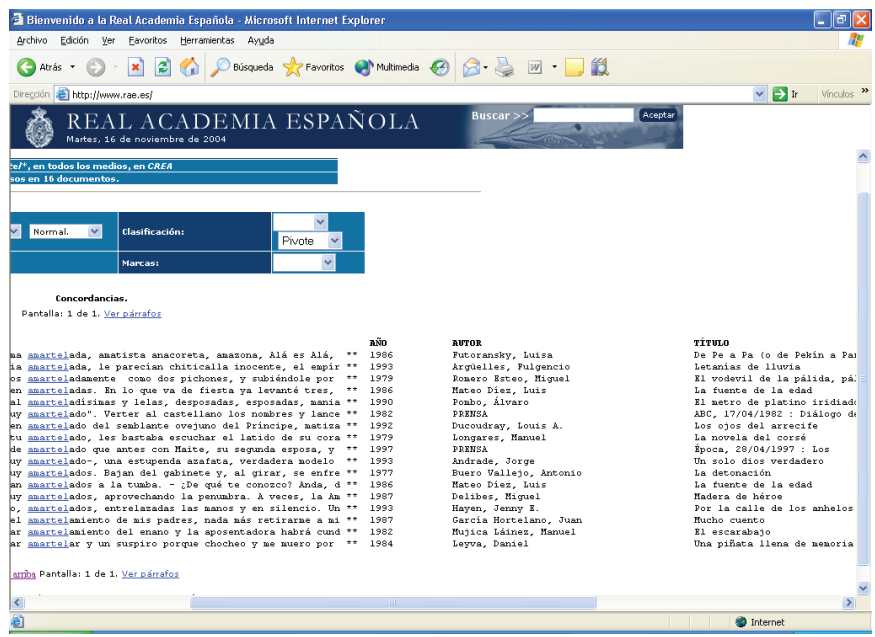 Bienvenido a la Real Academia Española - Microsoft Internet Explorer
Archivo Edición Ver Favoritos Herramientas Ayuda
Atrás Búsqueda Favoritos Multimedia
Dirección http://www.rae.es/ Ir Vínculos »
REAL ACADEMIA ESPAÑOLA Buscar >> Aceptar
Martes, 16 de noviembre de 2004
te/*, en todos los medios, en CREA
sos en 16 documentos.
Normal. Clasificación: Pivote
Marcas:
Concordancias.
Pantalla: 1 de 1. Ver párrafos
AÑO AUTOR TÍTULO
ma amartelada, amatista anacoreta, amazona, Alá es Alá, ** 1986 Futoransky, Luisa De Pe a Pa (o de Pekín a Par
ia amartelada, le parecían chiticalla inocente, el empir ** 1993 Argüelles, Fulgencio Letanías de lluvia
os amarteladamente como dos pichones, y subiéndole por ** 1979 Romero Esteo, Miguel El vodevil de la pálida, pál
en amarteladas. En lo que va de fiesta ya levanté tres, ** 1986 Mateo Díez, Luis La fuente de la edad
al amarteladísimas y lelas, desposadas, esposadas, mania ** 1990 Pombo, Álvaro El metro de platino iridiado
uy amartelado". Verter al castellano los nombres y lance ** 1982 PRENSA ABC, 17/04/1982 : Diálogo de
en amartelado del semblante ovejuno del Príncipe, matiza ** 1992 Ducoudray, Louis A. Los ojos del arrecife
tu amartelado, les bastaba escuchar el latido de su cora ** 1979 Longares, Manuel La novela del corsé
de amartelado que antes con Maite, su segunda esposa, y ** 1997 PRENSA Época, 28/04/1997 : Los
uy amartelado-, una estupenda azafata, verdadera modelo ** 1993 Andrade, Jorge Un solo dios verdadero
uy amartelados. Bajan del gabinete y, al girar, se enfre ** 1977 Buero Vallejo, Antonio La detonación
an amartelados a la tumba. - ¿De qué te conozco? Anda, d ** 1986 Mateo Díez, Luis La fuente de la edad
uy amartelados, aprovechando la penumbra. A veces, la Am ** 1987 Delibes, Miguel Madera de héroe
o, amartelados, entrelazadas las manos y en silencio. Un ** 1993 Hayen, Jenny E. Por la calle de los anhelos
el amartelamiento de mis padres, nada más retirarme a mi ** 1987 García Hortelano, Juan Mucho cuento
ar amartelamiento del enano y la aposentadora habrá cund ** 1982 Mujica Láinez, Manuel El escarabajo
ar amartelar y un suspiro porque chocheo y me muero por ** 1984 Leyva, Daniel Una piñata llena de memoria
arriba Pantalla: 1 de 1. Ver párrafos
Internet